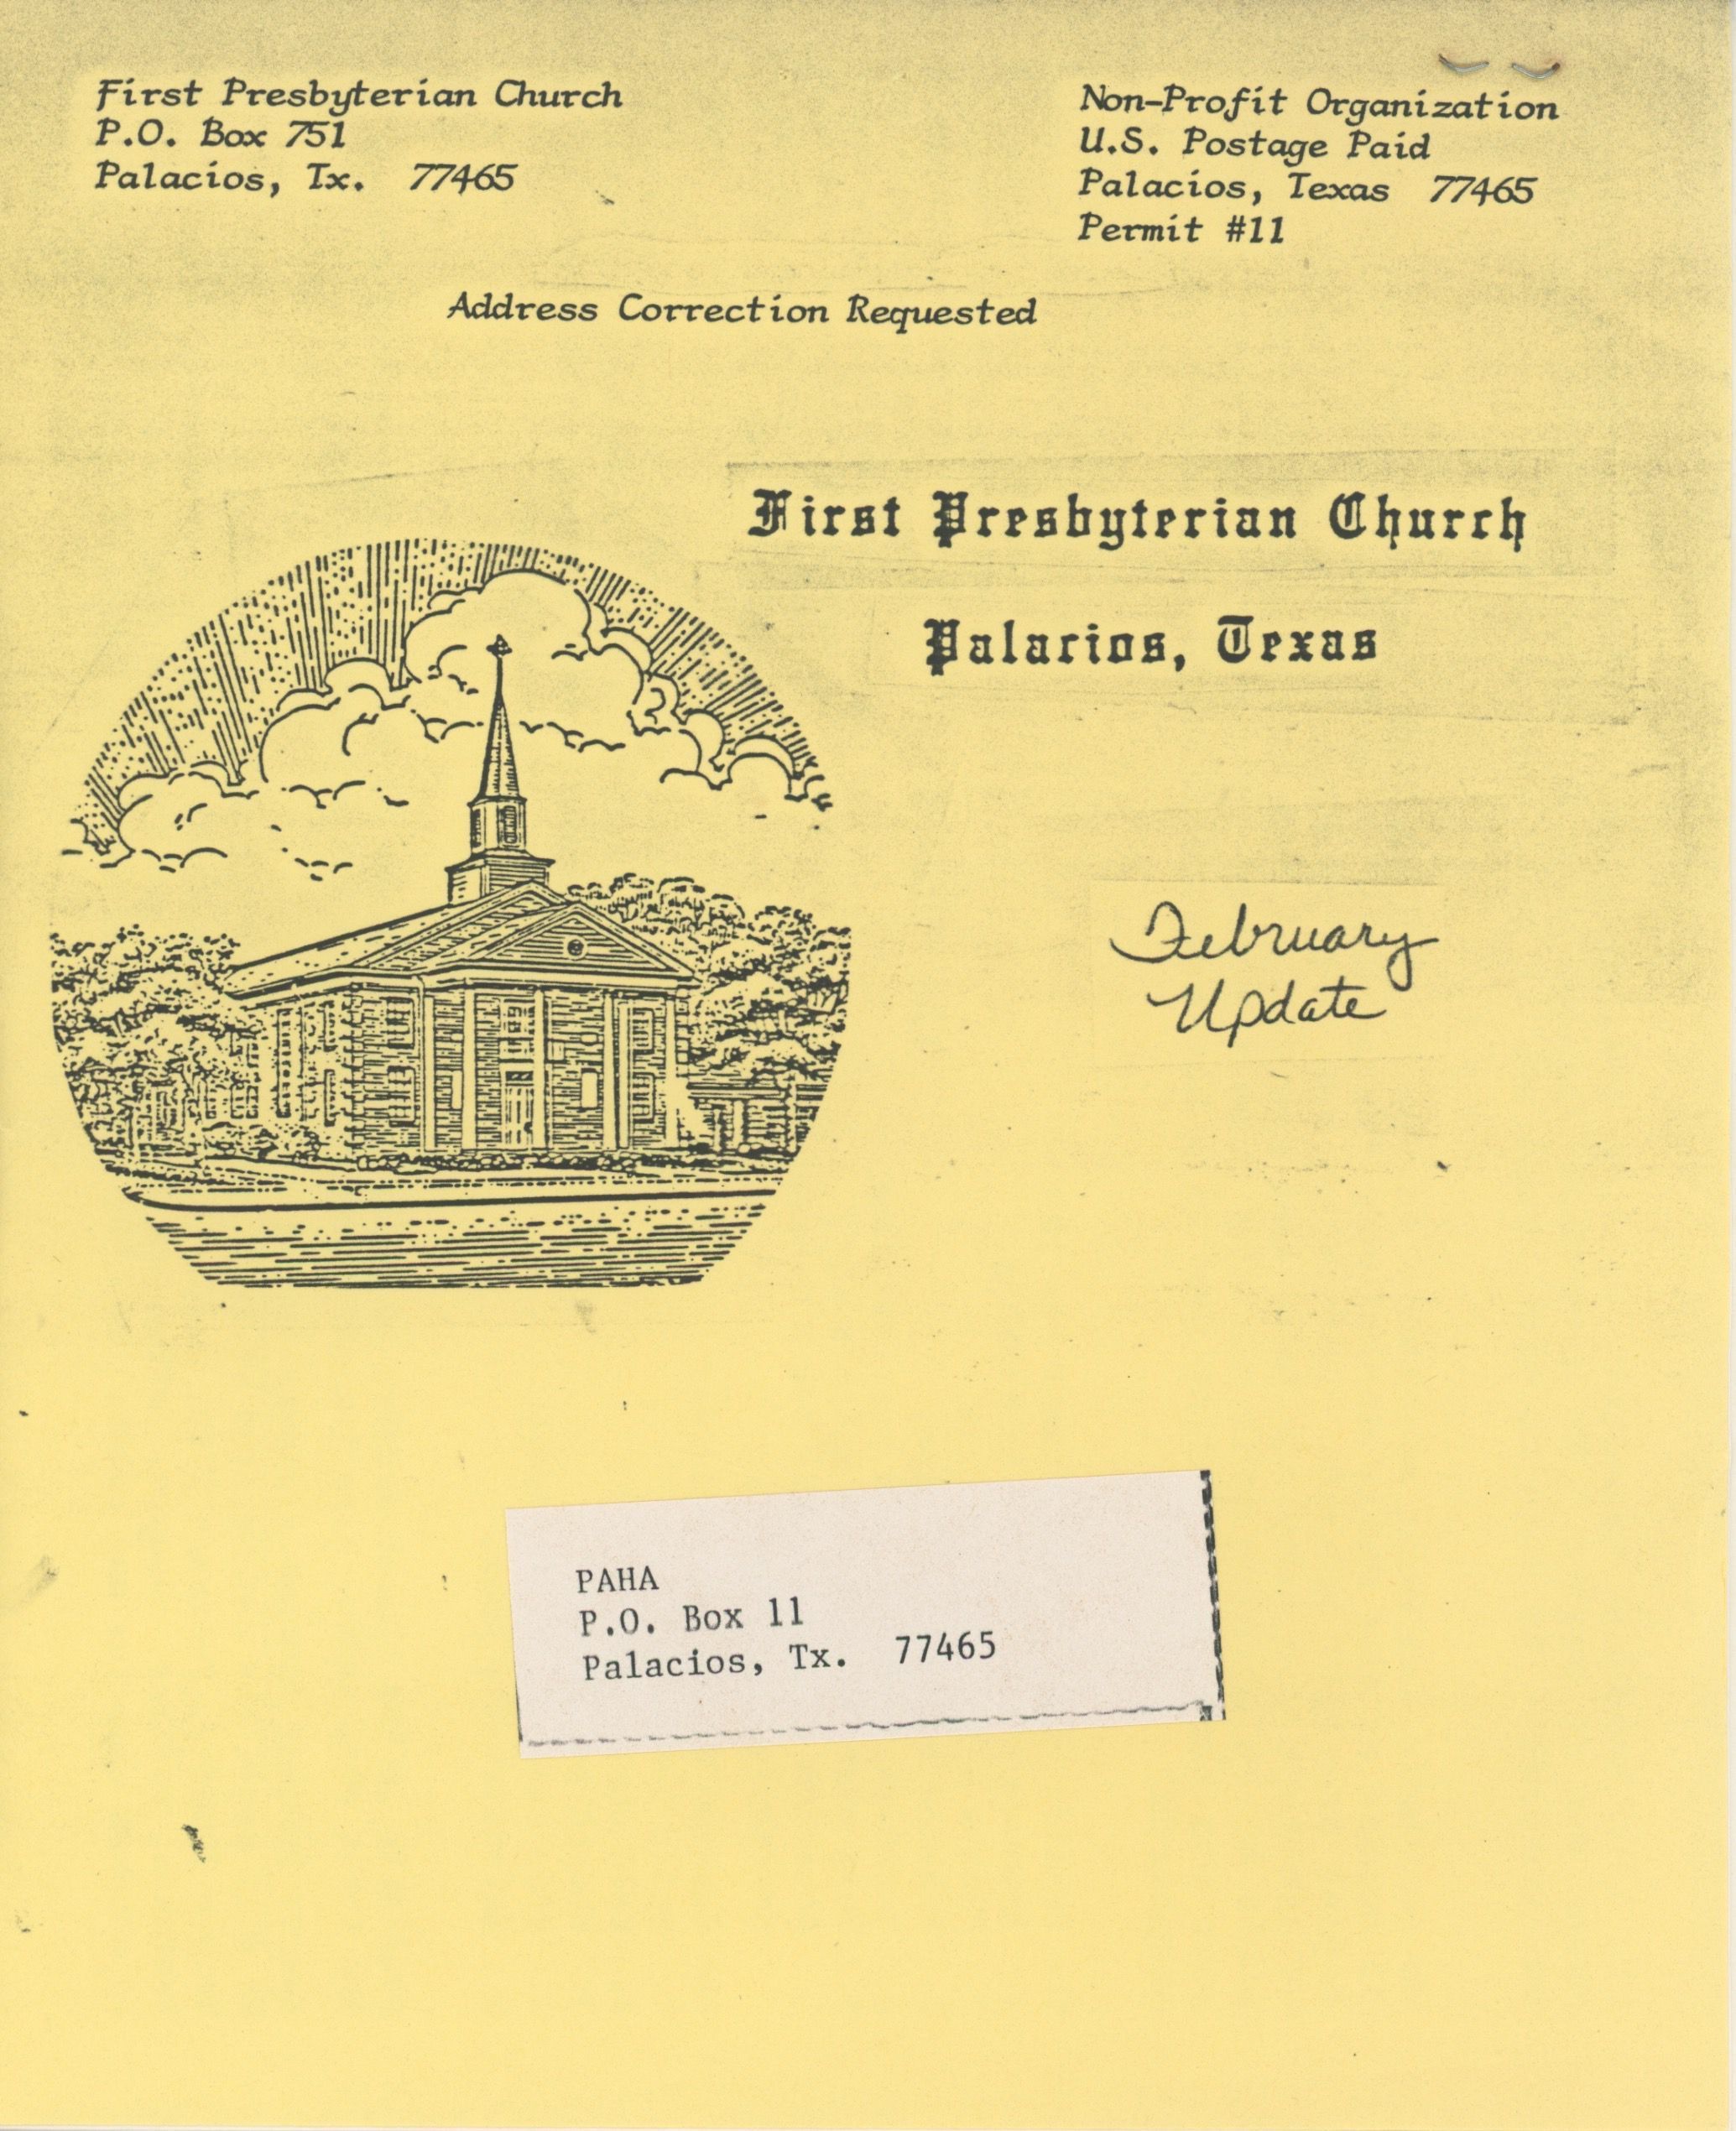 First Presbyterian Church
P.O. Box 751
Palacios, Tx. 77465
Non-Profit Organization
U.S. Postage Paid
Palacios, Texas 77465
Permit #11
Address Correction Requested
First Presbyterian Church
Palacios, Texas
February
Update
PAHA
P.O. Box 11
Palacios, Tx. 77465